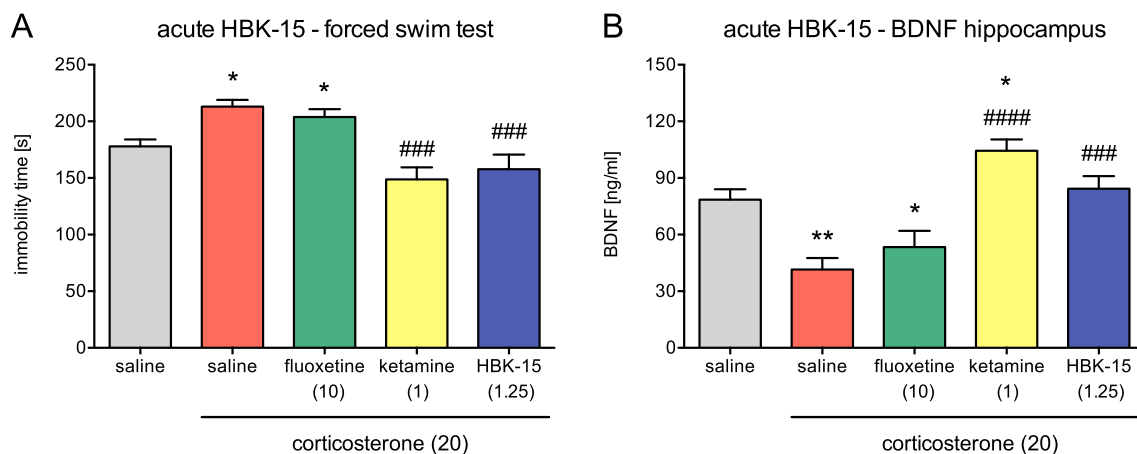 A
acute HBK-15 - forced swim test
immobility time [s]
250
200
150
100
50
0
*
*
###
###
saline
saline
fluoxetine
(10)
ketamine
(1)
HBK-15
(1.25)
corticosterone (20)
B
acute HBK-15 - BDNF hippocampus
BDNF [ng/ml]
150
120
90
60
30
0
**
*
*
####
###
saline
saline
fluoxetine
(10)
ketamine
(1)
HBK-15
(1.25)
corticosterone (20)